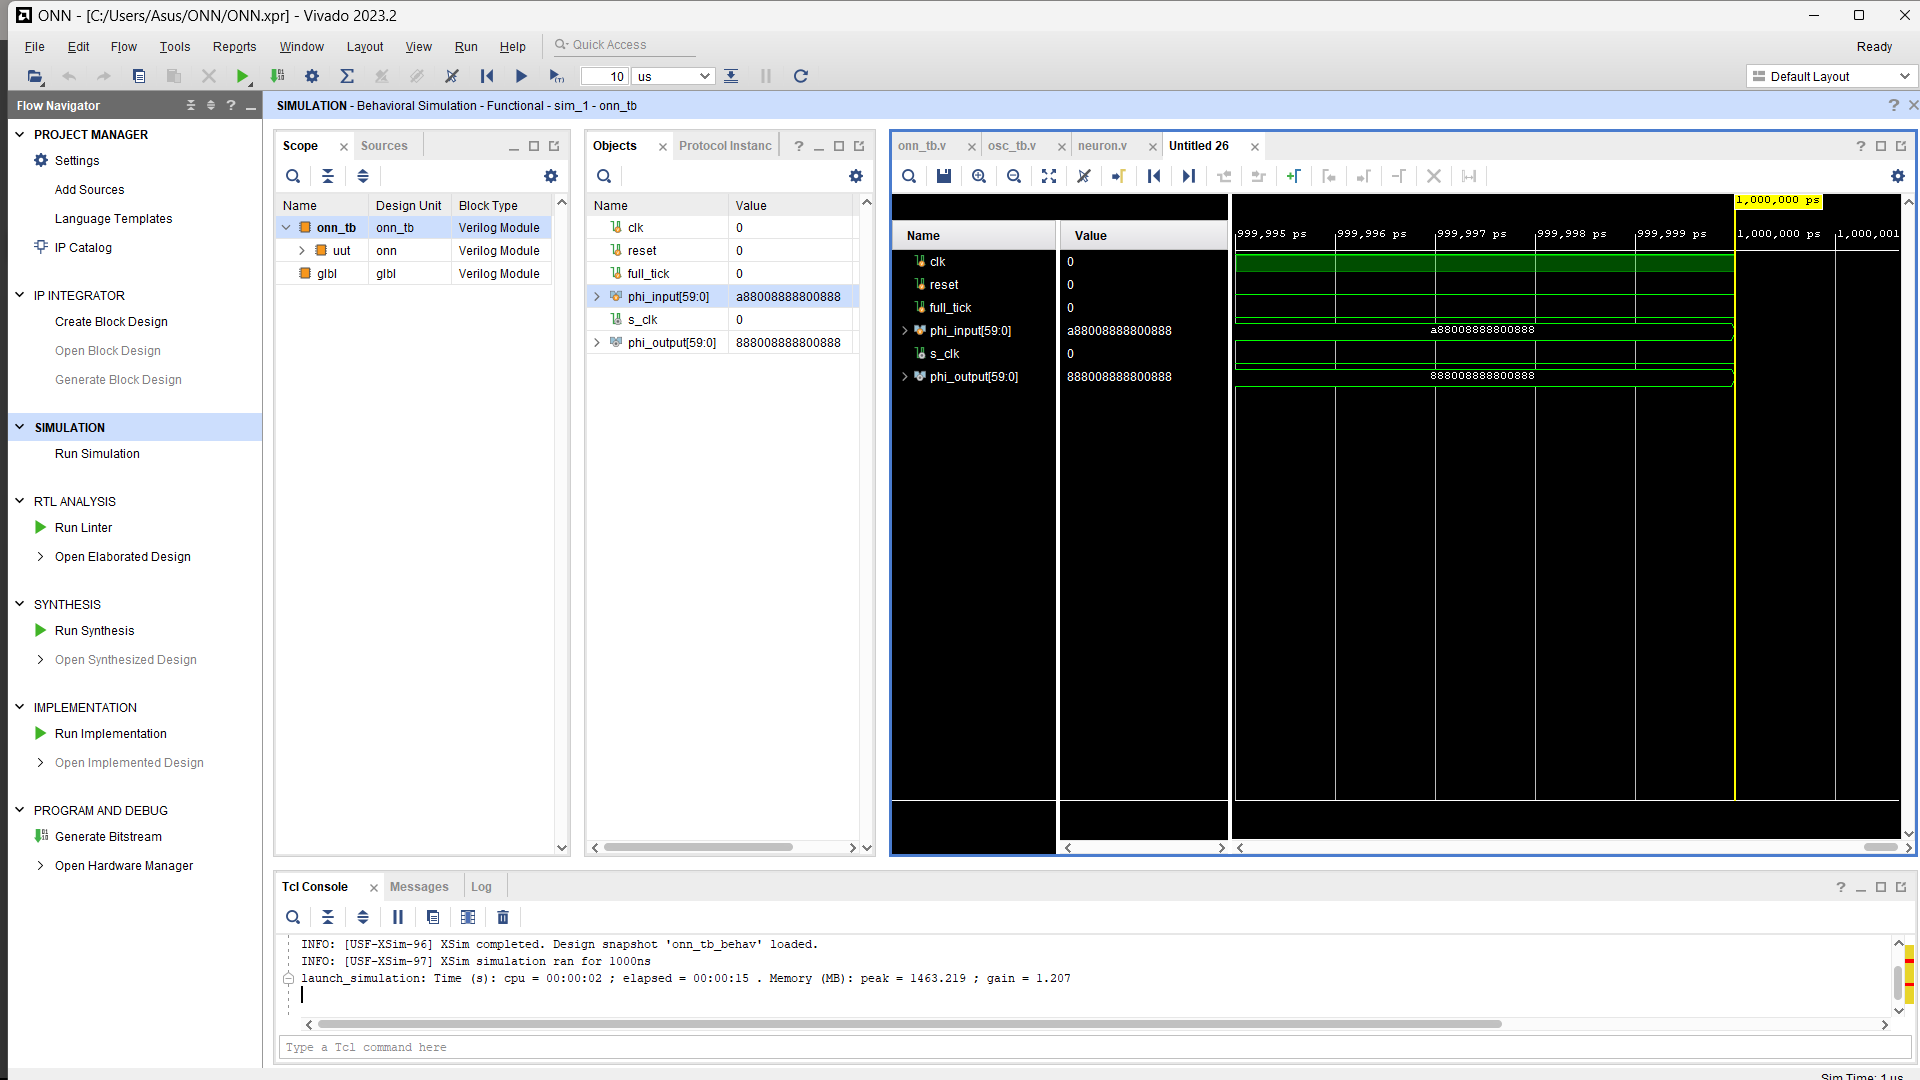 ONN - [C:/Users/Asus/ONN/ONN.xpr] - Vivado 2023.2
File Edit Flow Tools Reports Window Layout View Run Help Quick Access Ready
10 us Default Layout
Flow Navigator
SIMULATION - Behavioral Simulation - Functional - sim_1 - onn_tb
PROJECT MANAGER
Settings
Add Sources
Language Templates
IP Catalog
IP INTEGRATOR
Create Block Design
Open Block Design
Generate Block Design
SIMULATION
Run Simulation
RTL ANALYSIS
Run Linter
Open Elaborated Design
SYNTHESIS
Run Synthesis
Open Synthesized Design
IMPLEMENTATION
Run Implementation
Open Implemented Design
PROGRAM AND DEBUG
Generate Bitstream
Open Hardware Manager
Scope Sources
Name Design Unit Block Type
onn_tb onn_tb Verilog Module
uut onn Verilog Module
glbl glbl Verilog Module
Objects Protocol Instanc
Name Value
clk 0
reset 0
full_tick 0
phi_input[59:0] a88008888800888
s_clk 0
phi_output[59:0] 888008888800888
onn_tb.v osc_tb.v neuron.v Untitled 26
1,000,000 ps
Name Value 999,995 ps 999,996 ps 999,997 ps 999,998 ps 999,999 ps 1,000,000 ps 1,000,001
clk 0
reset 0
full_tick 0
phi_input[59:0] a88008888800888 a88008888800888
s_clk 0
phi_output[59:0] 888008888800888 888008888800888
Tcl Console Messages Log
INFO: [USF-XSim-96] XSim completed. Design snapshot 'onn_tb_behav' loaded.
INFO: [USF-XSim-97] XSim simulation ran for 1000ns
launch_simulation: Time (s): cpu = 00:00:02 ; elapsed = 00:00:15 . Memory (MB): peak = 1463.219 ; gain = 1.207
Type a Tcl command here
Sim Time: 1 us